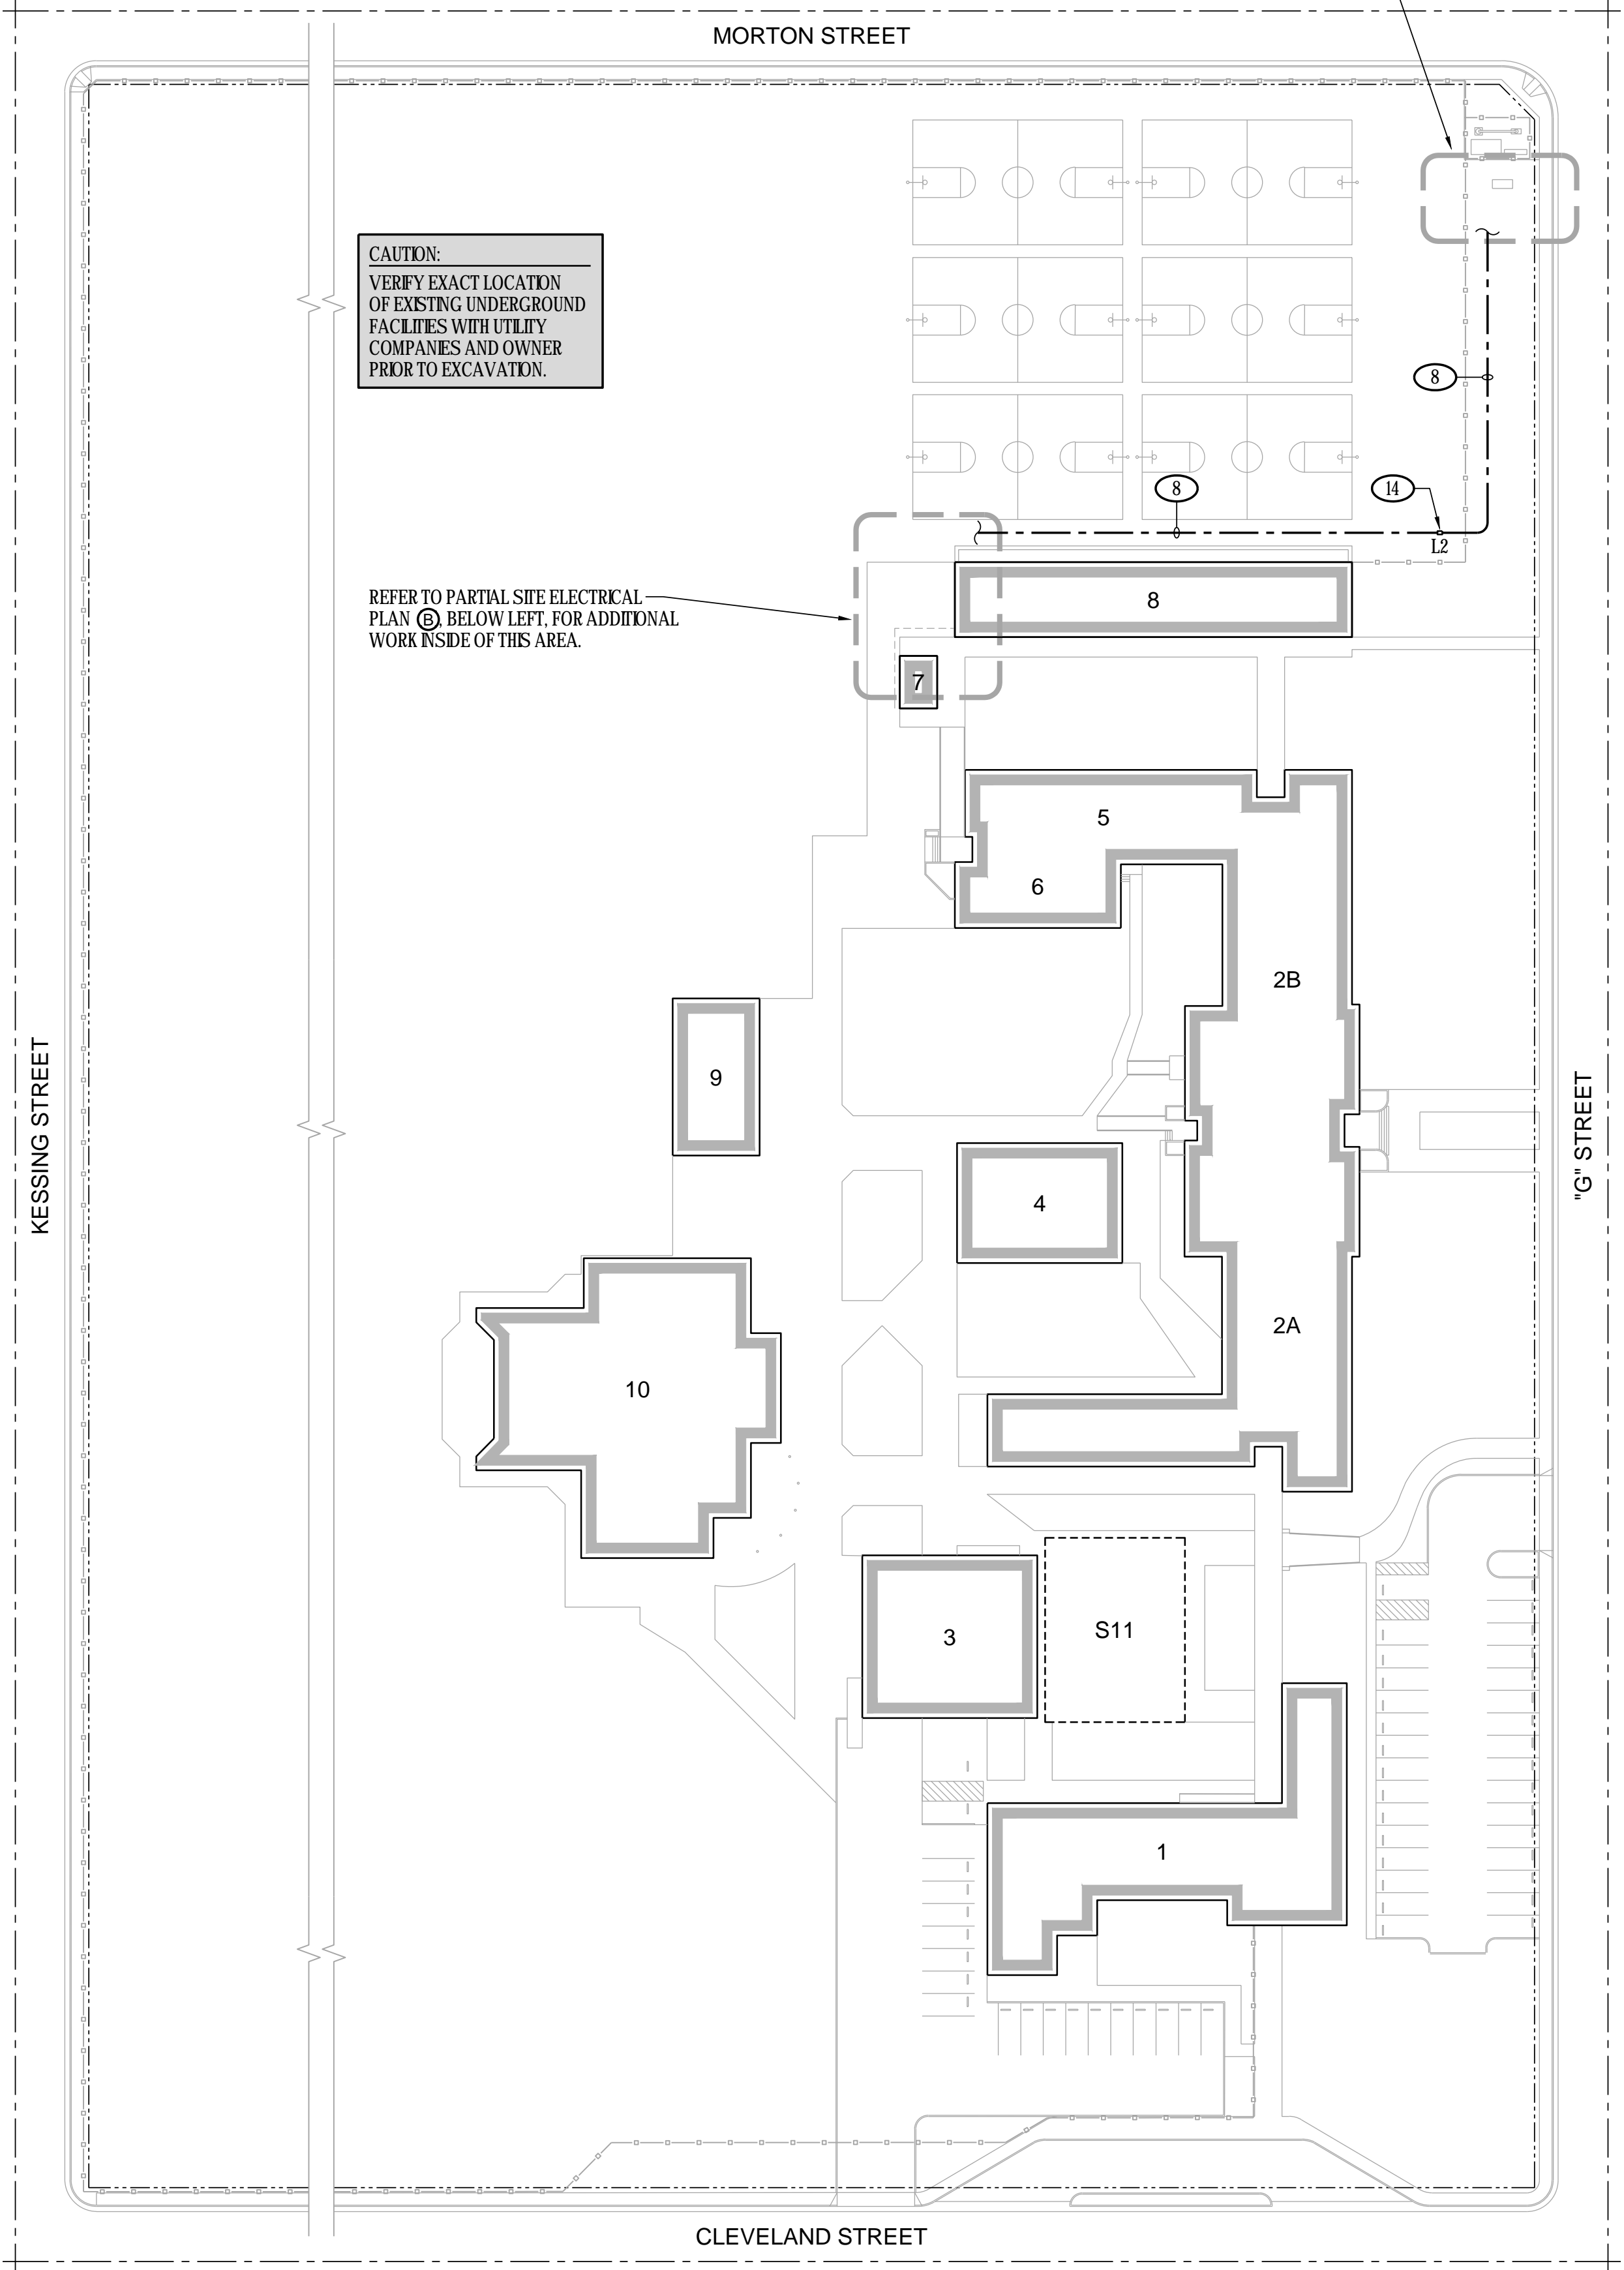 MORTON STREET
CAUTION:
VERIFY EXACT LOCATION
OF EXISTING UNDERGROUND
FACILITIES WITH UTILITY
COMPANIES AND OWNER
PRIOR TO EXCAVATION.
8
8
14
L2
REFER TO PARTIAL SITE ELECTRICAL
PLAN B, BELOW LEFT, FOR ADDITIONAL
WORK INSIDE OF THIS AREA.
8
7
5
6
2B
9
KESSING STREET
"G" STREET
4
2A
10
S11
3
1
CLEVELAND STREET